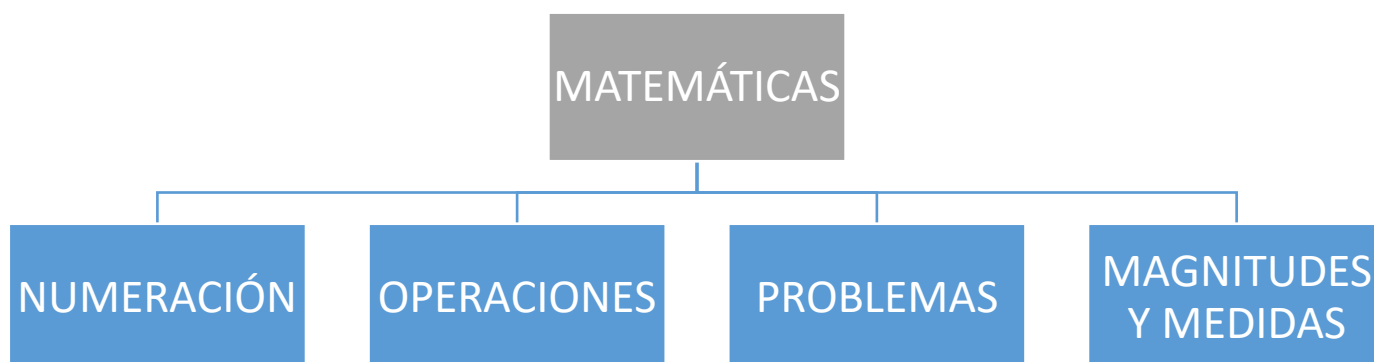 MATEMÁTICAS
NUMERACIÓN
OPERACIONES
PROBLEMAS
MAGNITUDES
Y MEDIDAS